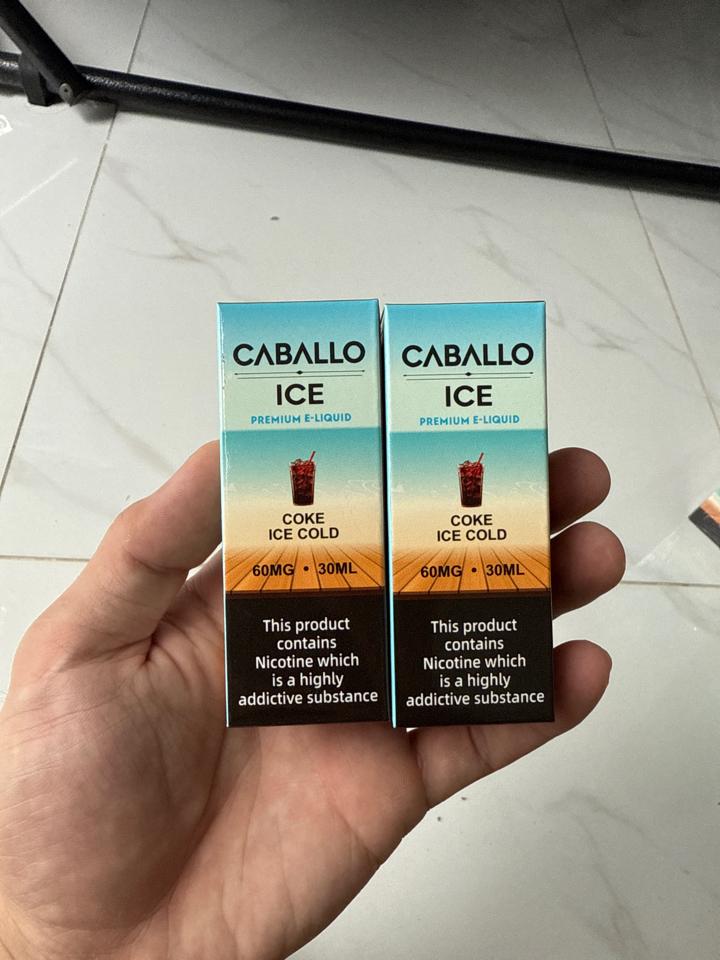 CABALLO
ICE
PREMIUM E-LIQUID
COKE
ICE COLD
60MG • 30ML
This product
contains
Nicotine which
is a highly
addictive substance
CABALLO
ICE
PREMIUM E-LIQUID
COKE
ICE COLD
60MG • 30ML
This product
contains
Nicotine which
is a highly
addictive substance